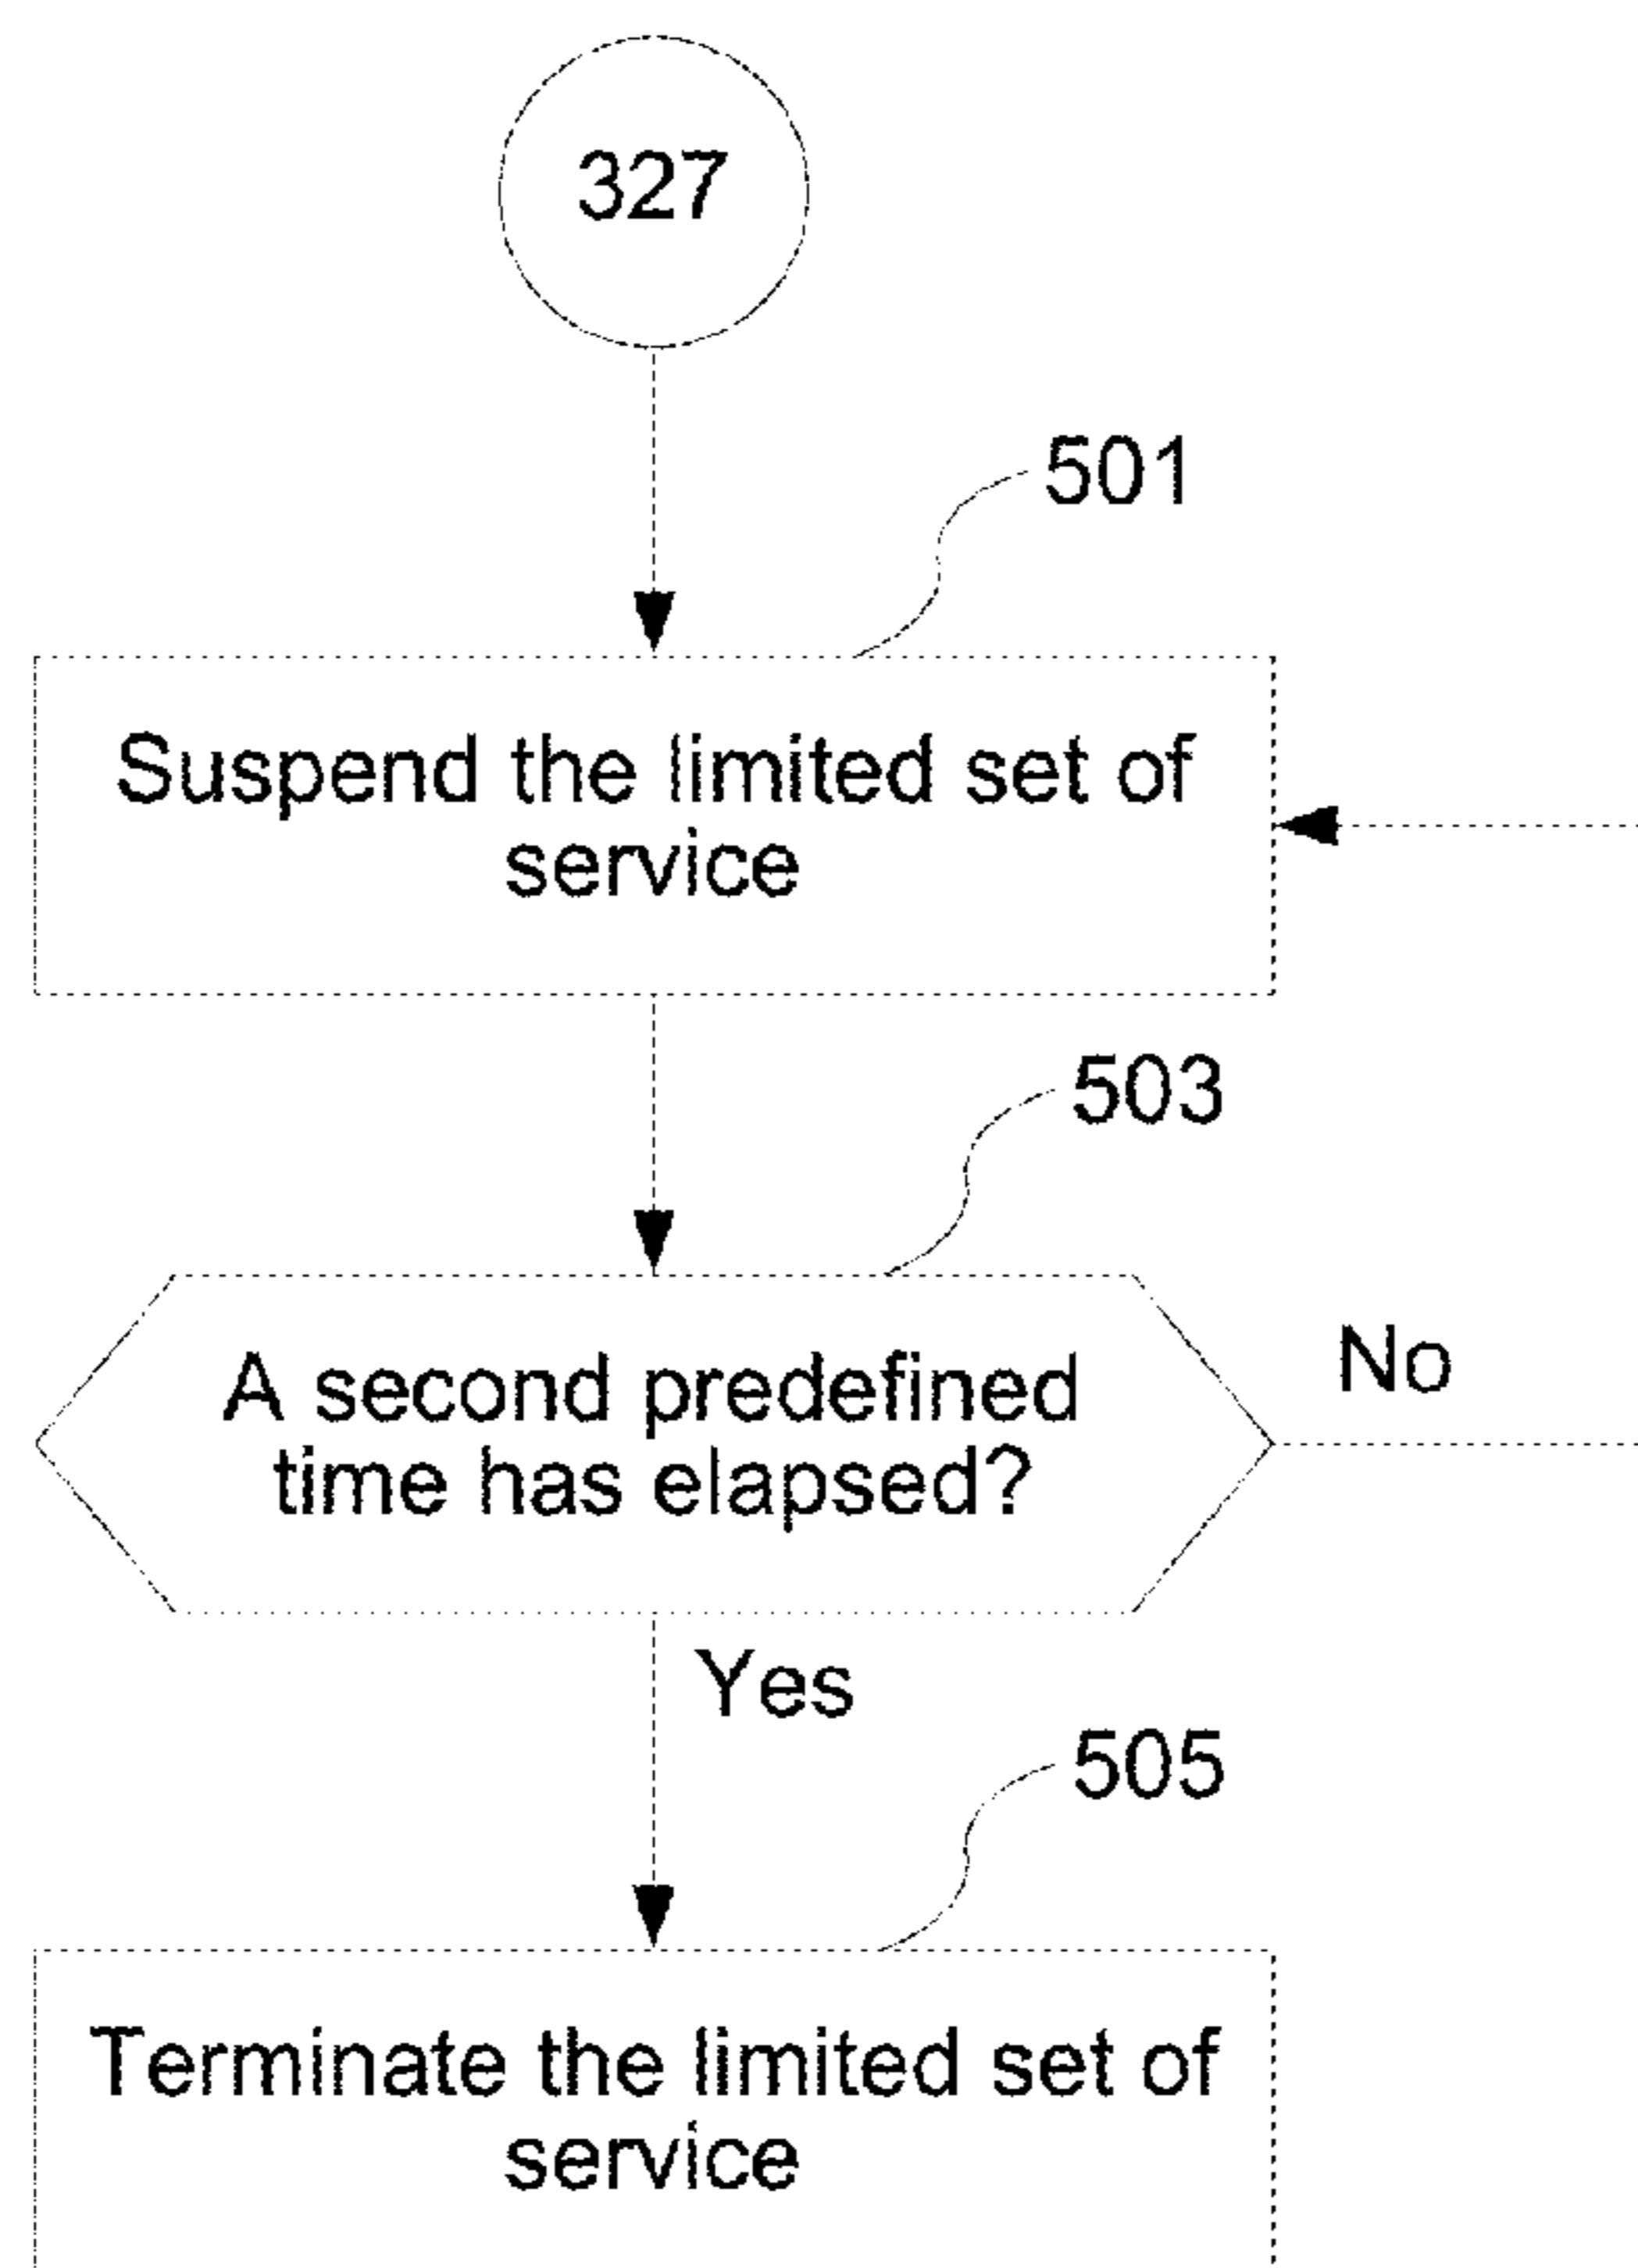 327
501
Suspend the limited set of
service
503
A second predefined
time has elapsed?
No
Yes
505
Terminate the limited set of
service